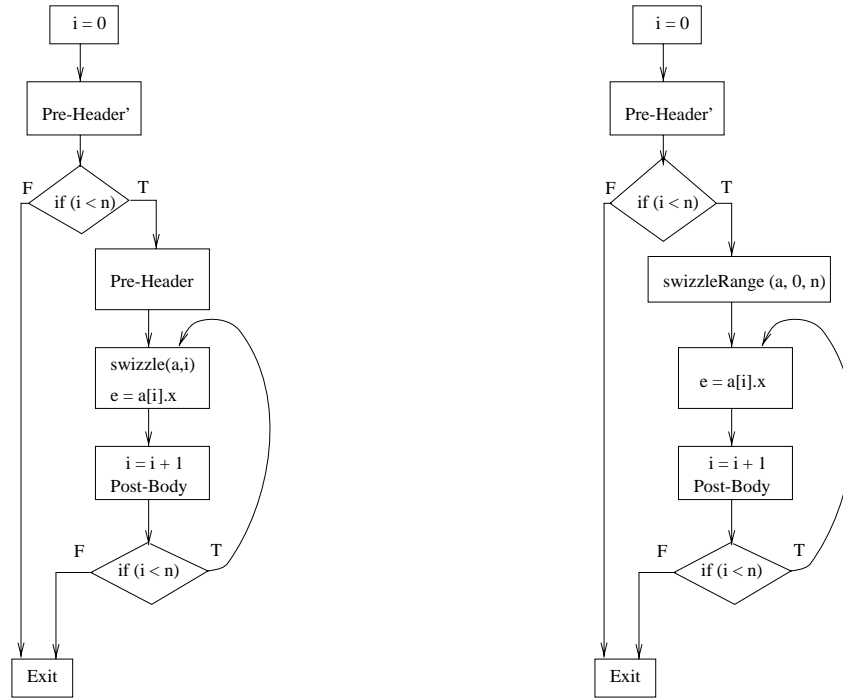 i = 0
Pre-Header’
F
T
if (i < n)
Pre-Header
swizzle(a,i)
e = a[i].x
i = i + 1
Post-Body
F
T
if (i < n)
Exit
i = 0
Pre-Header’
F
T
if (i < n)
swizzleRange (a, 0, n)
e = a[i].x
i = i + 1
Post-Body
F
T
if (i < n)
Exit